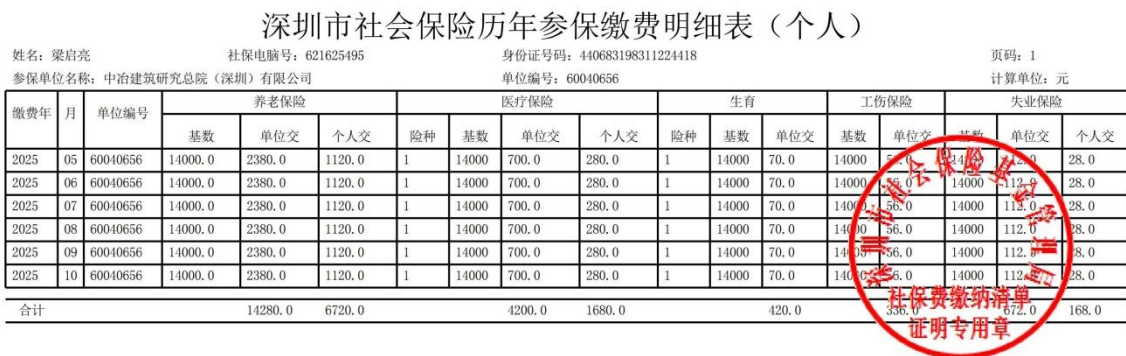 深圳市社会保险历年参保缴费明细表（个人）
姓名：梁启亮 社保电脑号：621625495 身份证号码：440683198311224418 页码：1
参保单位名称：中冶建筑研究总院（深圳）有限公司 单位编号：60040656 计算单位：元
缴费年 月 单位编号 养老保险 医疗保险 生育 工伤保险 失业保险
基数 单位交 个人交 险种 基数 单位交 个人交 险种 基数 单位交 基数 单位交 基数 单位交 个人交
2025 05 60040656 14000.0 2380.0 1120.0 1 14000 700.0 280.0 1 14000 70.0 14000 28.0
2025 06 60040656 14000.0 2380.0 1120.0 1 14000 700.0 280.0 1 14000 70.0 14000 56.0 14000 112.0 28.0
2025 07 60040656 14000.0 2380.0 1120.0 1 14000 700.0 280.0 1 14000 70.0 14000 56.0 14000 112.0 28.0
2025 08 60040656 14000.0 2380.0 1120.0 1 14000 700.0 280.0 1 14000 70.0 14000 56.0 14000 112.0 28.0
2025 09 60040656 14000.0 2380.0 1120.0 1 14000 700.0 280.0 1 14000 70.0 14000 56.0 14000 112.0 28.0
2025 10 60040656 14000.0 2380.0 1120.0 1 14000 700.0 280.0 1 14000 70.0 14000 56.0 14000 112.0 28.0
合计 14280.0 6720.0 4200.0 1680.0 420.0 336.0 672.0 168.0
深圳市社会保险基金管理局
社保费缴纳清单
证明专用章